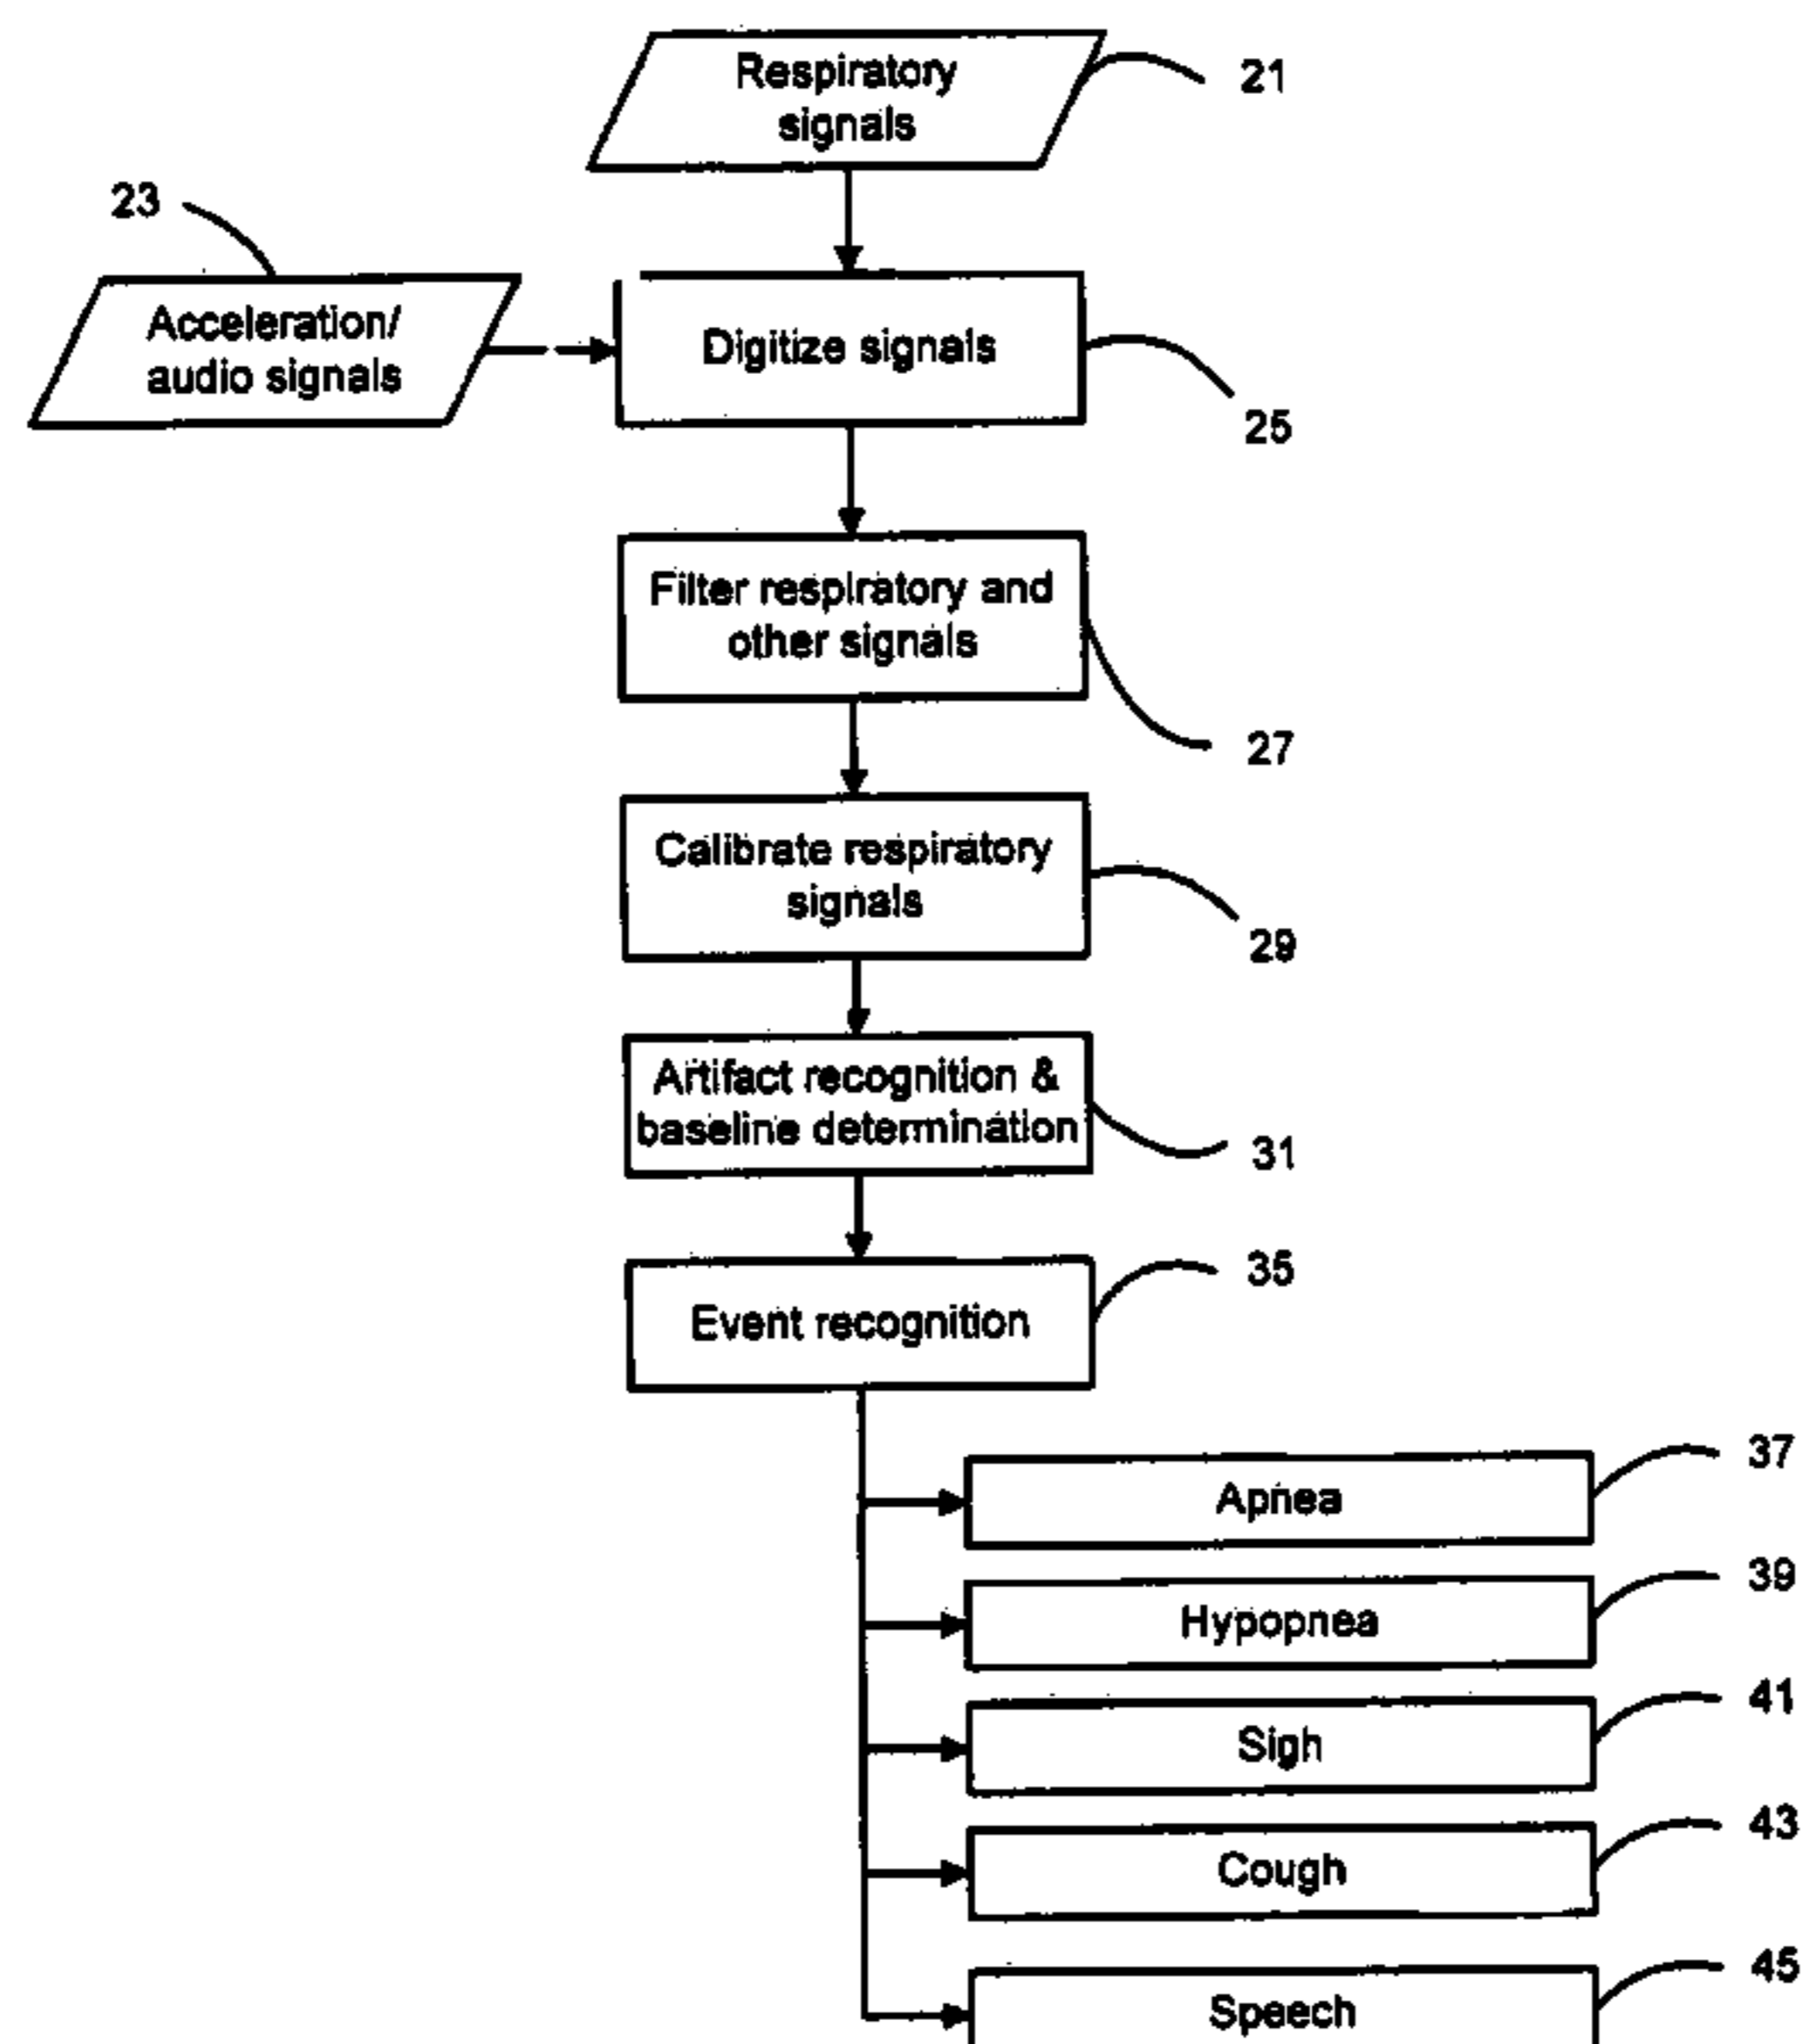 Respiratory
signals
21
23
Acceleration/
audio signals
Digitize signals
25
Filter respiratory and
other signals
27
Calibrate respiratory
signals
29
Artifact recognition &
baseline determination
31
Event recognition
35
Apnea
37
Hypopnea
39
Sigh
41
Cough
43
Speech
45